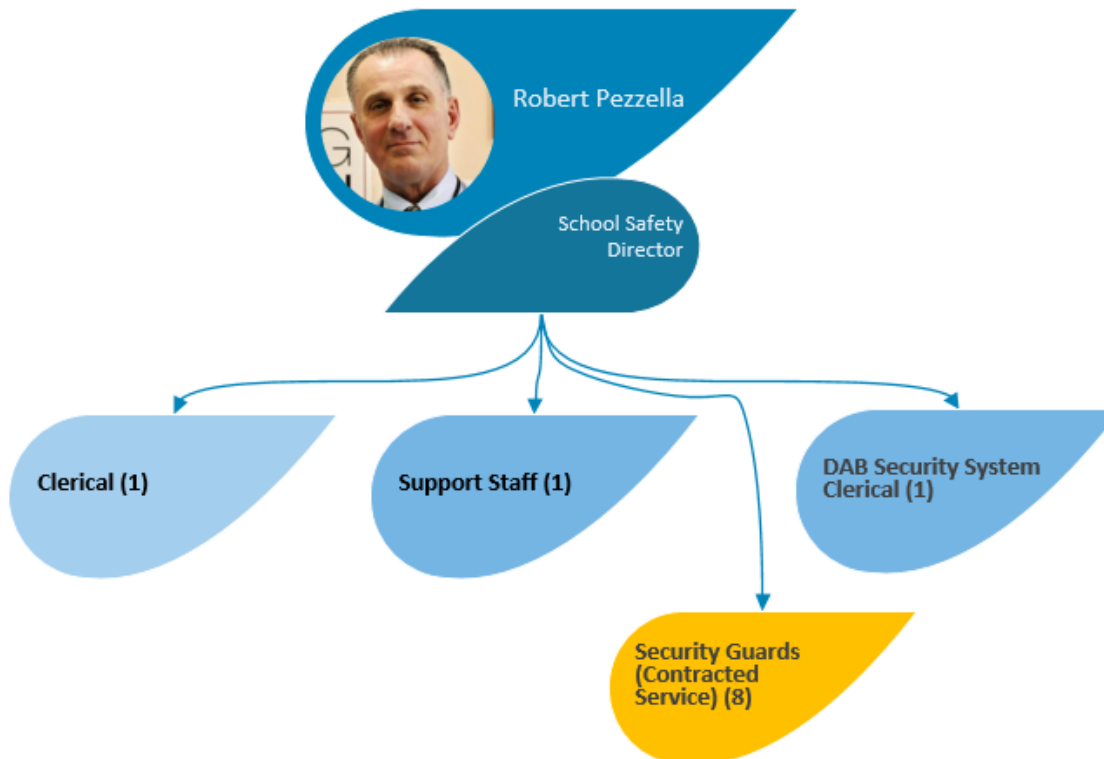 Robert Pezzella
School Safety
Director
Clerical (1)
Support Staff (1)
DAB Security System
Clerical (1)
Security Guards
(Contracted
Service) (8)